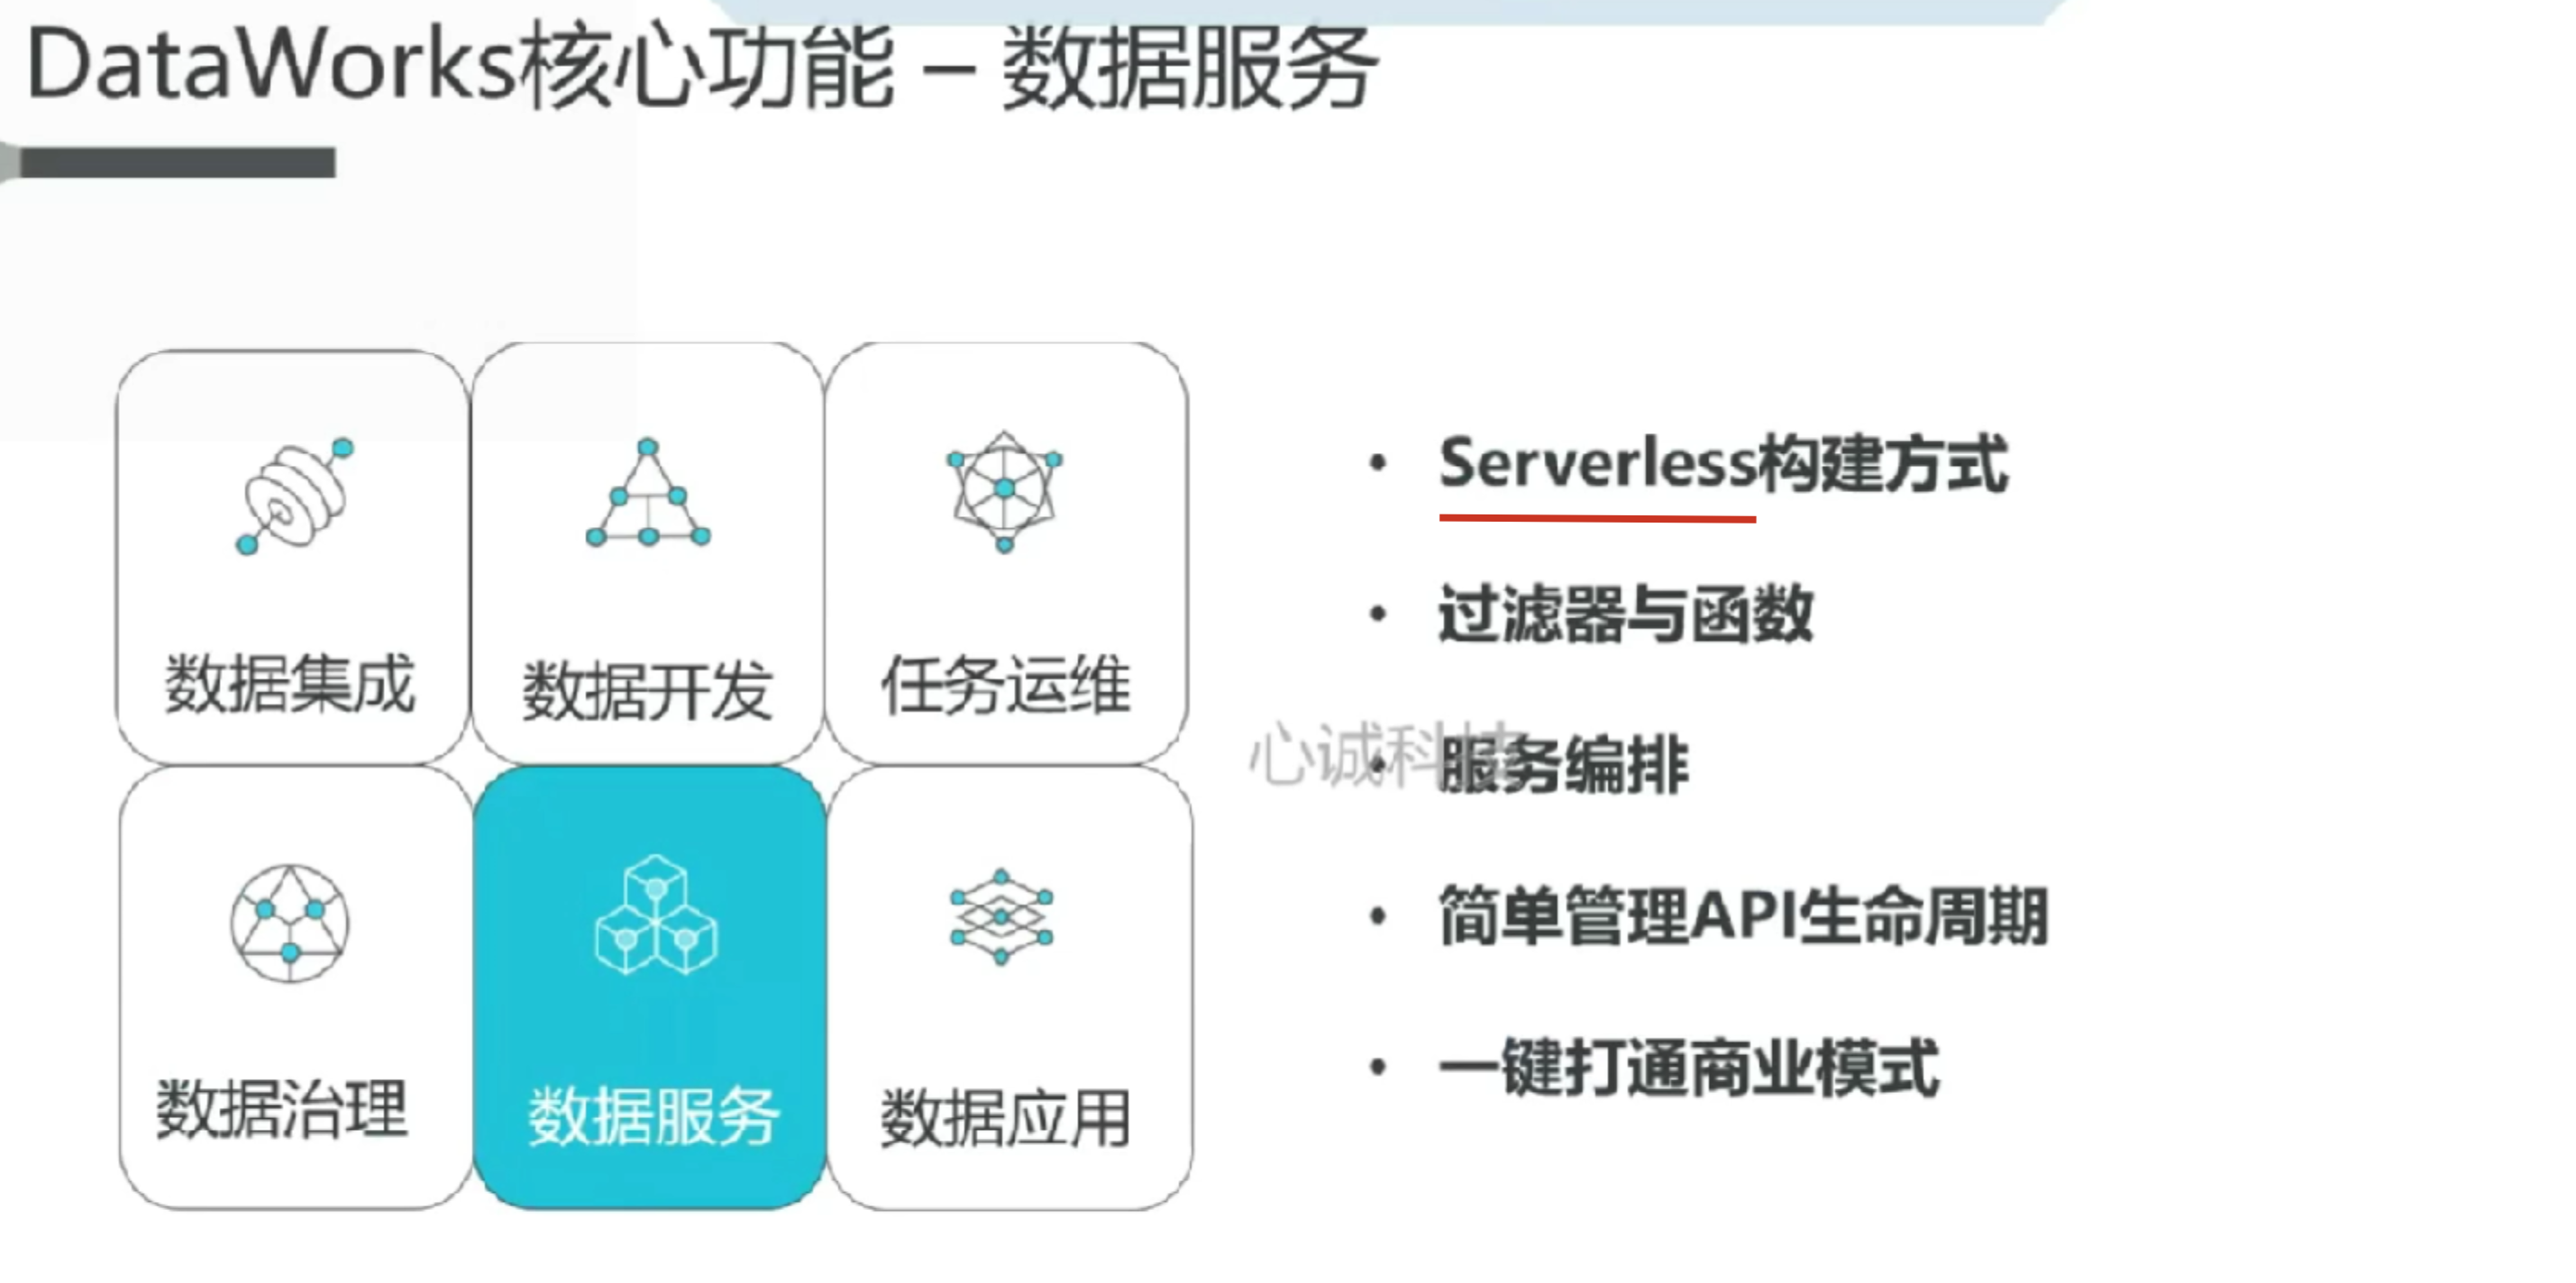 DataWorks核心功能 – 数据服务
数据集成
数据开发
任务运维
数据治理
数据服务
数据应用
• Serverless构建方式
• 过滤器与函数
• 服务编排
• 简单管理API生命周期
• 一键打通商业模式
心诚科技